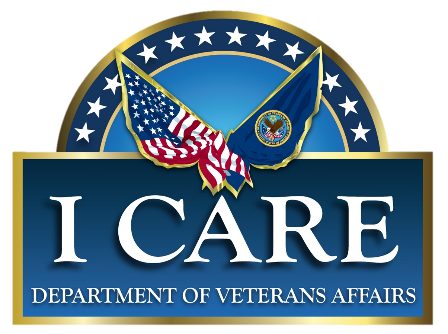 I CARE
DEPARTMENT OF VETERANS AFFAIRS